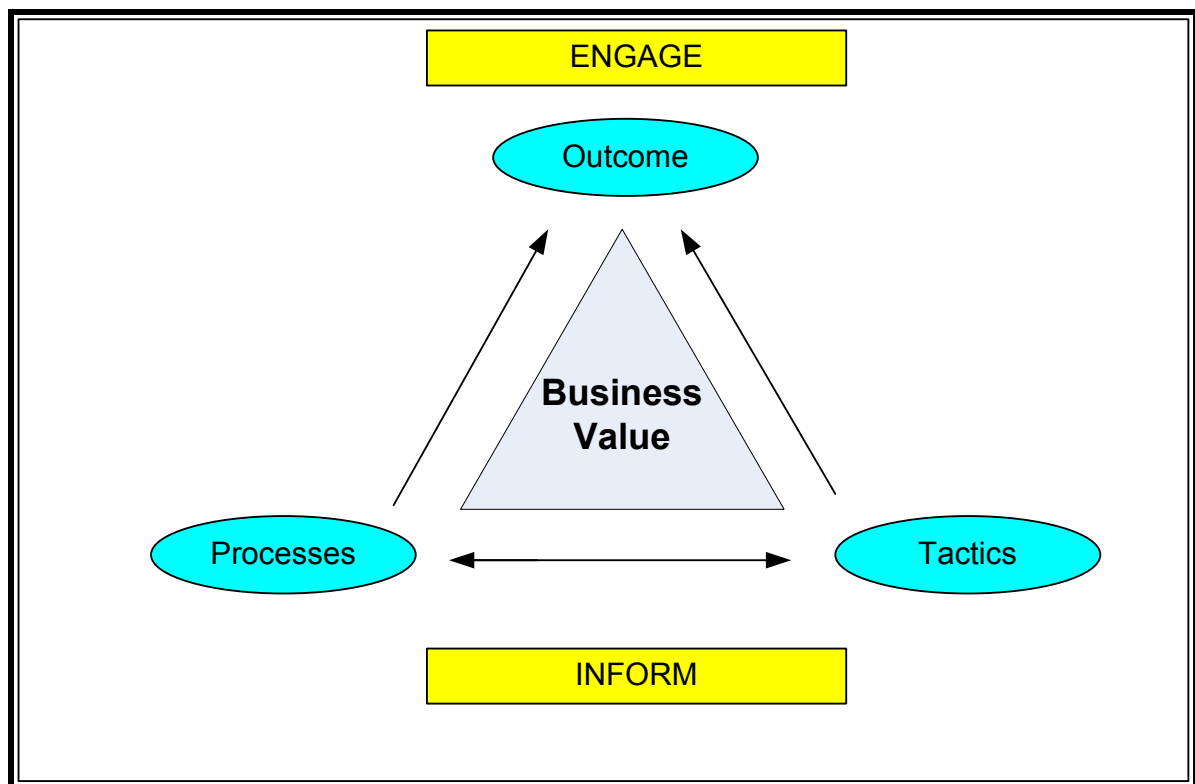 ENGAGE
Outcome
Business
Value
Processes
Tactics
INFORM